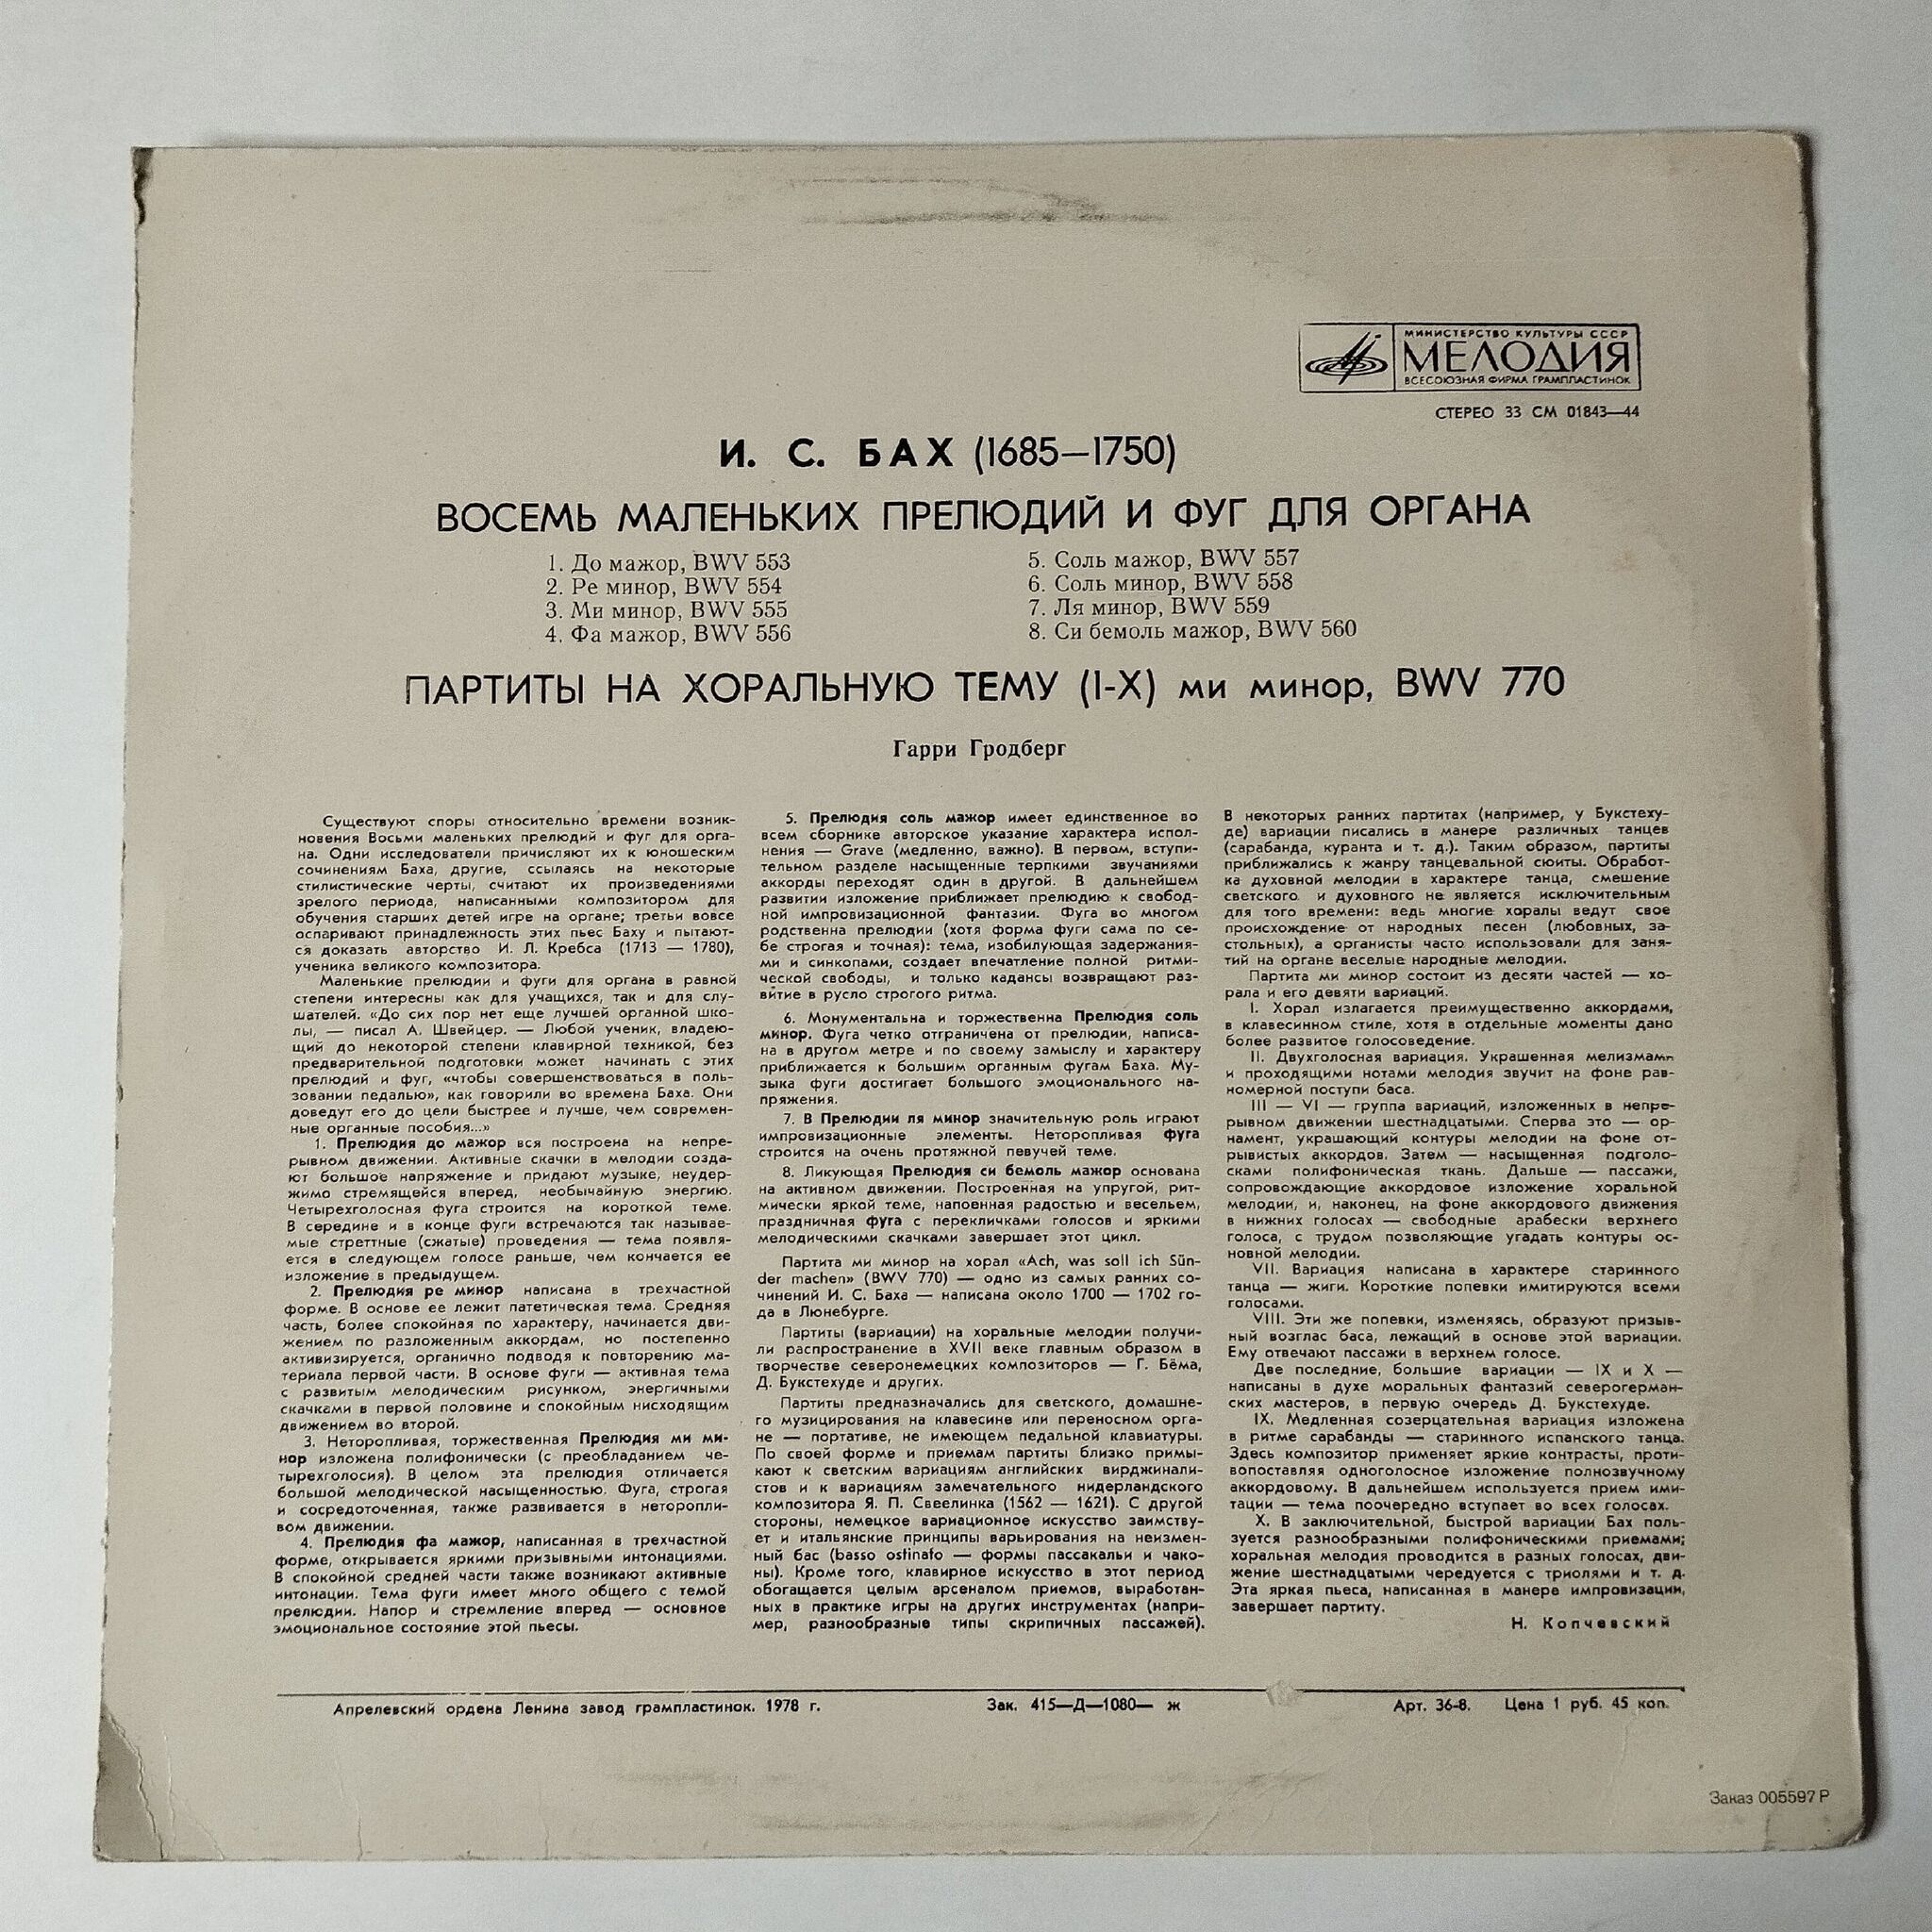 МИНИСТЕРСТВО КУЛЬТУРЫ СССР
МЕЛОДИЯ
ВСЕСОЮЗНАЯ ФИРМА ГРАМПЛАСТИНОК
СТЕРЕО 33 СМ 01843—44
И. С. БАХ (1685—1750)
ВОСЕМЬ МАЛЕНЬКИХ ПРЕЛЮДИЙ И ФУГ ДЛЯ ОРГАНА
1. До мажор, BWV 553
2. Ре минор, BWV 554
3. Ми минор, BWV 555
4. Фа мажор, BWV 556
5. Соль мажор, BWV 557
6. Соль минор, BWV 558
7. Ля минор, BWV 559
8. Си бемоль мажор, BWV 560
ПАРТИТЫ НА ХОРАЛЬНУЮ ТЕМУ (I-X) ми минор, BWV 770
Гарри Гродберг
Существуют споры относительно времени возник-
новения Восьми маленьких прелюдий и фуг для орга-
на. Одни исследователи причисляют их к юношеским
сочинениям Баха, другие, ссылаясь на некоторые
стилистические черты, считают их произведениями
зрелого периода, написанными композитором для
обучения старших детей игре на органе; третьи вовсе
оспаривают принадлежность этих пьес Баху и пытают-
ся доказать авторство И. Л. Кребса (1713 — 1780),
ученика великого композитора.
Маленькие прелюдии и фуги для органа в равной
степени интересны как для учащихся, так и для слу-
шателей. «До сих пор нет еще лучшей органной шко-
лы, — писал А. Швейцер. — Любой ученик, владею-
щий до некоторой степени клавирной техникой, без
предварительной подготовки может начинать с этих
прелюдий и фуг, «чтобы совершенствоваться в поль-
зовании педалью», как говорили во времена Баха. Они
доведут его до цели быстрее и лучше, чем современ-
ные органные пособия...»
1. Прелюдия до мажор вся построена на непре-
рывном движении. Активные скачки в мелодии созда-
ют большое напряжение и придают музыке, неудер-
жимо стремящейся вперед, необычайную энергию.
Четырехголосная фуга строится на короткой теме.
В середине и в конце фуги встречаются так называе-
мые стреттные (сжатые) проведения — тема появля-
ется в следующем голосе раньше, чем кончается ее
изложение в предыдущем.
2. Прелюдия ре минор написана в трехчастной
форме. В основе ее лежит патетическая тема. Средняя
часть, более спокойная по характеру, начинается дви-
жением по разложенным аккордам, но постепенно
активизируется, органично подводя к повторению ма-
териала первой части. В основе фуги — активная тема
с развитым мелодическим рисунком, энергичными
скачками в первой половине и спокойным нисходящим
движением во второй.
3. Неторопливая, торжественная Прелюдия ми ми-
нор изложена полифонически (с преобладанием че-
тырехголосия). В целом эта прелюдия отличается
большой мелодической насыщенностью. Фуга, строгая
и сосредоточенная, также развивается в неторопли-
вом движении.
4. Прелюдия фа мажор, написанная в трехчастной
форме, открывается яркими призывными интонациями.
В спокойной средней части также возникают активные
интонации. Тема фуги имеет много общего с темой
прелюдии. Напор и стремление вперед — основное
эмоциональное состояние этой пьесы.
5. Прелюдия соль мажор имеет единственное во
всем сборнике авторское указание характера испол-
нения — Grave (медленно, важно). В первом, вступи-
тельном разделе насыщенные терпкими звучаниями
аккорды переходят один в другой. В дальнейшем
развитии изложение приближает прелюдию к свобод-
ной импровизационной фантазии. Фуга во многом
родственна прелюдии (хотя форма фуги сама по се-
бе строгая и точная): тема, изобилующая задержания-
ми и синкопами, создает впечатление полной ритми-
ческой свободы, и только кадансы возвращают раз-
витие в русло строгого ритма.
6. Монументальна и торжественна Прелюдия соль
минор. Фуга четко отграничена от прелюдии, написа-
на в другом метре и по своему замыслу и характеру
приближается к большим органным фугам Баха. Му-
зыка фуги достигает большого эмоционального на-
пряжения.
7. В Прелюдии ля минор значительную роль играют
импровизационные элементы. Неторопливая фуга
строится на очень протяжной певучей теме.
8. Ликующая Прелюдия си бемоль мажор основана
на активном движении. Построенная на упругой, рит-
мически яркой теме, напоенная радостью и весельем,
праздничная фуга с перекличками голосов и яркими
мелодическими скачками завершает этот цикл.
Партита ми минор на хорал «Ach, was soll ich Sün-
der machen» (BWV 770) — одно из самых ранних со-
чинений И. С. Баха — написана около 1700 — 1702 го-
да в Люнебурге.
Партиты (вариации) на хоральные мелодии получи-
ли распространение в XVII веке главным образом в
творчестве северонемецких композиторов — Г. Бёма,
Д. Букстехуде и других.
Партиты предназначались для светского, домашне-
го музицирования на клавесине или переносном орга-
не — портативе, не имеющем педальной клавиатуры.
По своей форме и приемам партиты близко примы-
кают к светским вариациям английских вирджинали-
стов и к вариациям замечательного нидерландского
композитора Я. П. Свеелинка (1562 — 1621). С другой
стороны, немецкое вариационное искусство заимству-
ет и итальянские принципы варьирования на неизмен-
ный бас (basso ostinato — формы пассакальи и чако-
ны). Кроме того, клавирное искусство в этот период
обогащается целым арсеналом приемов, выработан-
ных в практике игры на других инструментах (напри-
мер, разнообразные типы скрипичных пассажей).
В некоторых ранних партитах (например, у Букстеху-
де) вариации писались в манере различных танцев
(сарабанда, куранта и т. д.). Таким образом, партиты
приближались к жанру танцевальной сюиты. Обработ-
ка духовной мелодии в характере танца, смешение
светского и духовного не является исключительным
для того времени: ведь многие хоралы ведут свое
происхождение от народных песен (любовных, за-
стольных), а органисты часто использовали для заня-
тий на органе веселые народные мелодии.
Партита ми минор состоит из десяти частей — хо-
рала и его девяти вариаций.
I. Хорал излагается преимущественно аккордами,
в клавесинном стиле, хотя в отдельные моменты дано
более развитое голосоведение.
II. Двухголосная вариация. Украшенная мелизмами
и проходящими нотами мелодия звучит на фоне рав-
номерной поступи баса.
III — VI — группа вариаций, изложенных в непре-
рывном движении шестнадцатыми. Сперва это — ор-
намент, украшающий контуры мелодии на фоне от-
рывистых аккордов. Затем — насыщенная подголо-
сками полифоническая ткань. Дальше — пассажи,
сопровождающие аккордовое изложение хоральной
мелодии, и, наконец, на фоне аккордового движения
в нижних голосах — свободные арабески верхнего
голоса, с трудом позволяющие угадать контуры ос-
новной мелодии.
VII. Вариация написана в характере старинного
танца — жиги. Короткие попевки имитируются всеми
голосами.
VIII. Эти же попевки, изменяясь, образуют призыв-
ный возглас баса, лежащий в основе этой вариации.
Ему отвечают пассажи в верхнем голосе.
Две последние, большие вариации — IX и X —
написаны в духе моральных фантазий северогерман-
ских мастеров, в первую очередь Д. Букстехуде.
IX. Медленная созерцательная вариация изложена
в ритме сарабанды — старинного испанского танца.
Здесь композитор применяет яркие контрасты, проти-
вопоставляя одноголосное изложение полнозвучному
аккордовому. В дальнейшем используется прием ими-
тации — тема поочередно вступает во всех голосах.
X. В заключительной, быстрой вариации Бах поль-
зуется разнообразными полифоническими приемами;
хоральная мелодия проводится в разных голосах, дви-
жение шестнадцатыми чередуется с триолями и т. д.
Эта яркая пьеса, написанная в манере импровизации,
завершает партиту.
Н. Копчевский
Апрелевский ордена Ленина завод грампластинок. 1978 г.
Зак. 415—Д—1080— ж
Арт. 36-8. Цена 1 руб. 45 коп.
Заказ 005597 Р